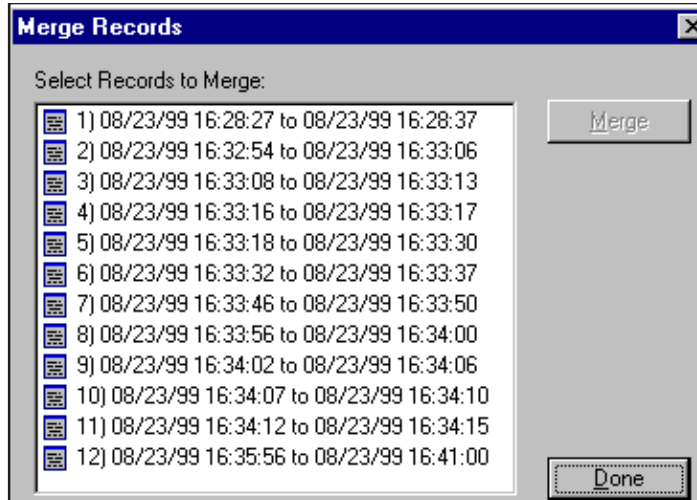 Merge Records
Select Records to Merge:
1) 08/23/99 16:28:27 to 08/23/99 16:28:37
2) 08/23/99 16:32:54 to 08/23/99 16:33:06
3) 08/23/99 16:33:08 to 08/23/99 16:33:13
4) 08/23/99 16:33:16 to 08/23/99 16:33:17
5) 08/23/99 16:33:18 to 08/23/99 16:33:30
6) 08/23/99 16:33:32 to 08/23/99 16:33:37
7) 08/23/99 16:33:46 to 08/23/99 16:33:50
8) 08/23/99 16:33:56 to 08/23/99 16:34:00
9) 08/23/99 16:34:02 to 08/23/99 16:34:06
10) 08/23/99 16:34:07 to 08/23/99 16:34:10
11) 08/23/99 16:34:12 to 08/23/99 16:34:15
12) 08/23/99 16:35:56 to 08/23/99 16:41:00
Merge
Done